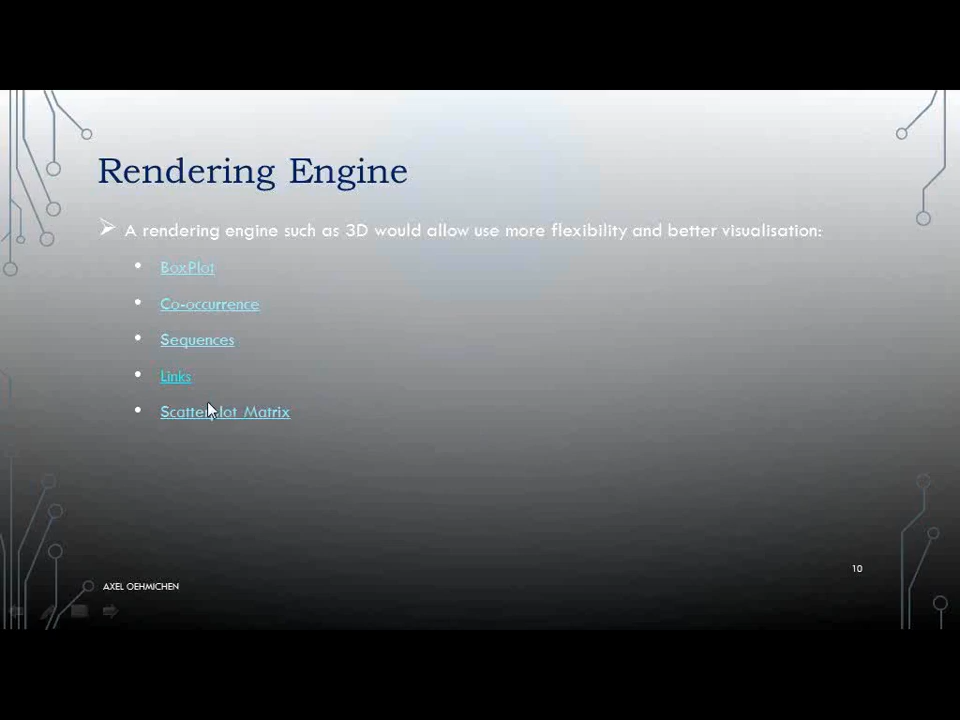 Rendering Engine
A rendering engine such as 3D would allow use more flexibility and better visualisation:
BoxPlot
Co-occurrence
Sequences
Links
Scatterplot Matrix
10
AXEL OEHMICHEN